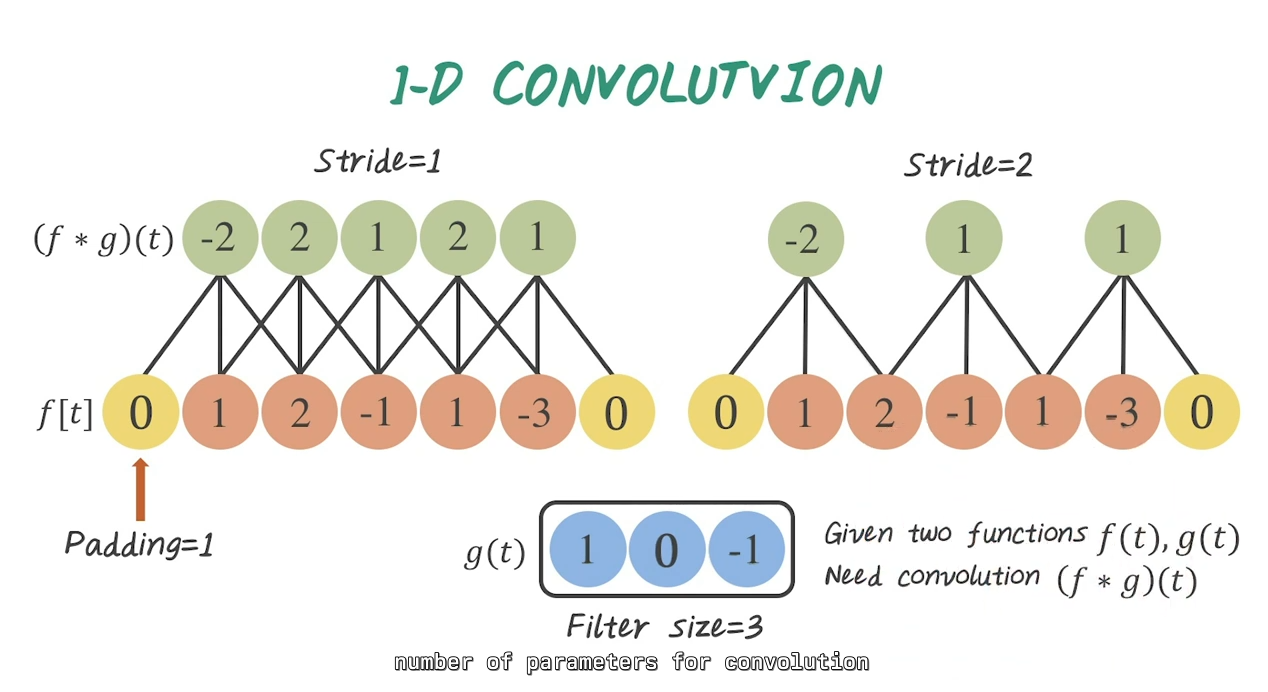 1-D CONVOLUTVION
Stride=1
Stride=2
(f * g)(t) -2 2 1 2 1
-2 1 1
f[t] 0 1 2 -1 1 -3 0
0 1 2 -1 1 -3 0
Padding=1
g(t) 1 0 -1
Filter size=3
Given two functions f(t), g(t)
Need convolution (f * g)(t)
number of parameters for convolution